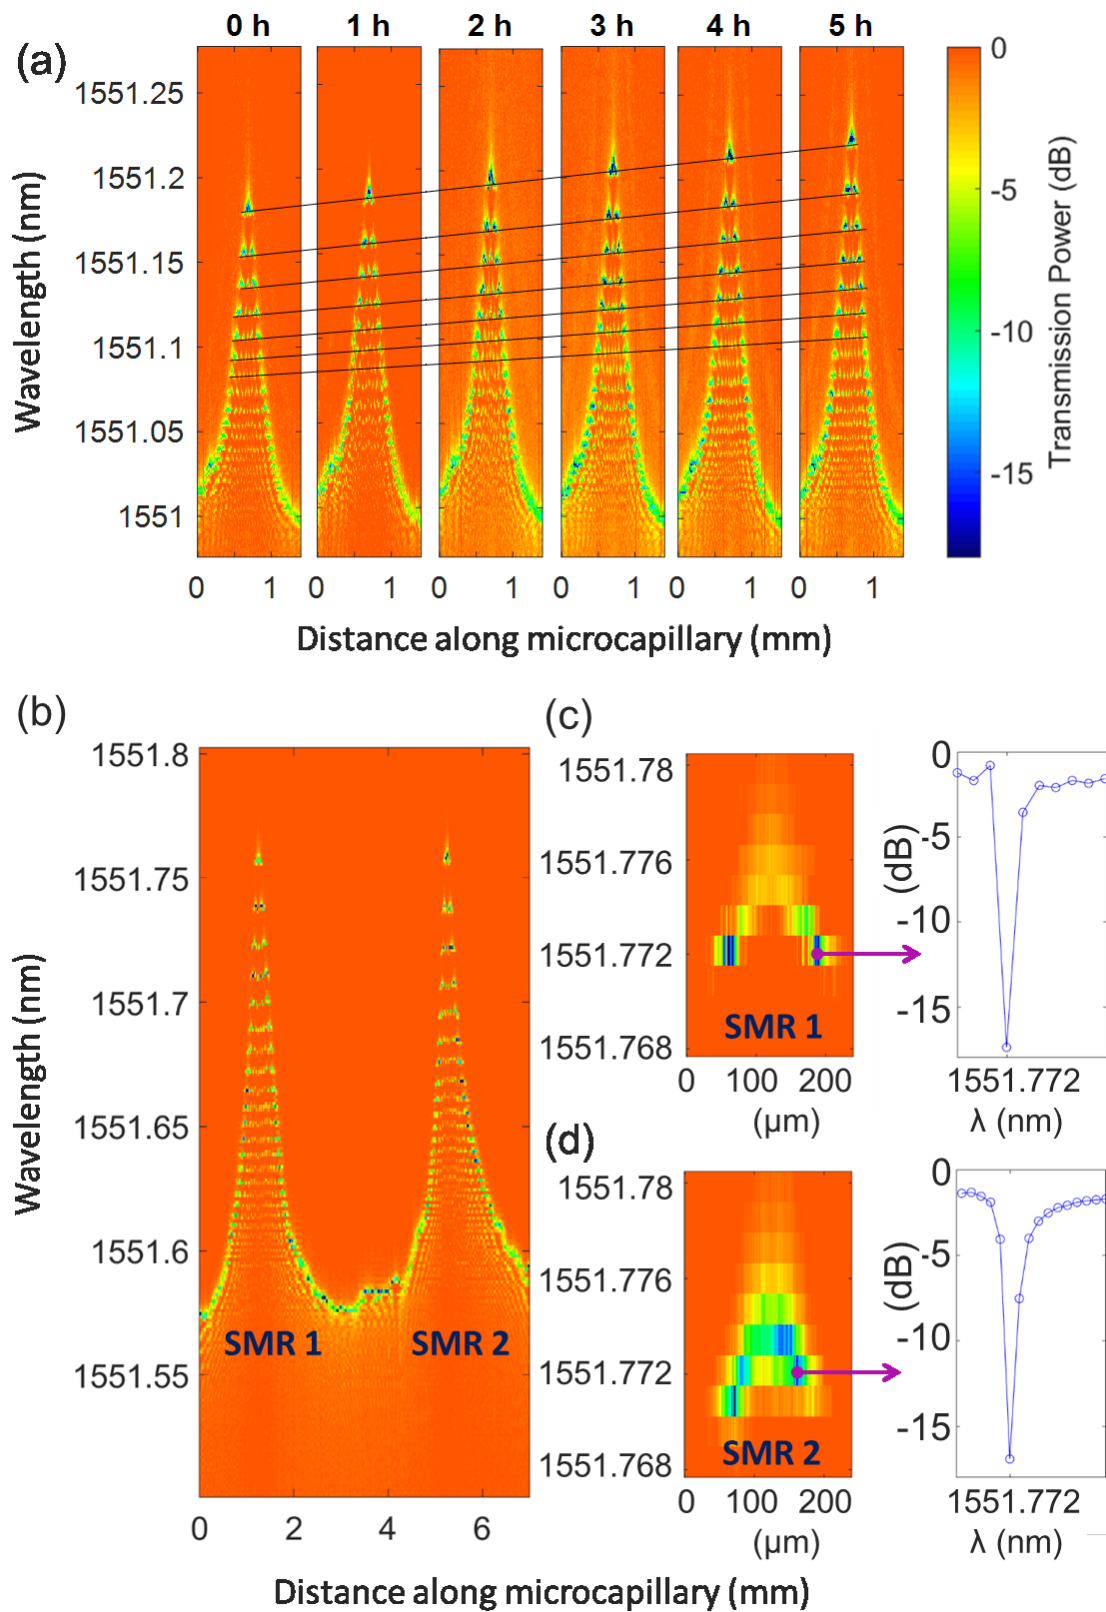 0 h 1 h 2 h 3 h 4 h 5 h
(a)
1551.25
1551.2
1551.15
1551.1
1551.05
1551
Wavelength (nm)
0 1 0 1 0 1 0 1 0 1 0 1
Distance along microcapillary (mm)
0
-5
-10
-15
Transmission Power (dB)
(b)
1551.8
1551.75
1551.7
1551.65
1551.6
1551.55
Wavelength (nm)
SMR 1 SMR 2
0 2 4 6
Distance along microcapillary (mm)
(c)
1551.78
1551.776
1551.772
1551.768
SMR 1
0 100 200
(μm)
0
-5
-10
-15
(dB)
1551.772
λ (nm)
(d)
1551.78
1551.776
1551.772
1551.768
SMR 2
0 100 200
(μm)
0
-5
-10
-15
(dB)
1551.772
λ (nm)